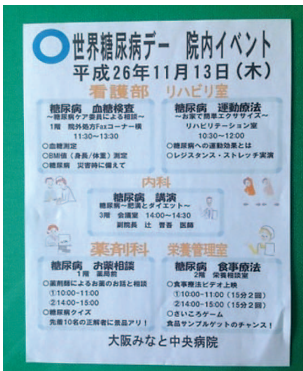 世界糖尿病デー 院内イベント
平成26年11月13日(木)
看護部 リハビリ室
糖尿病 血糖検査
~糖尿病ケア委員による相談~
1階 院外処方Faxコーナー横
11:30~13:30
○血糖測定
○BMI値(身長/体重)測定
○糖尿病 災害時に備えて
糖尿病 運動療法
~お家で簡単エクササイズ~
リハビリテーション室
10:30~12:00
○糖尿病への運動効果とは
○レジスタンス・ストレッチ実演
内科
糖尿病 講演
糖尿病~肥満とダイエット~
3階 会議室 14:00~14:30
副院長 辻 晋吾 医師
薬剤科 栄養管理室
糖尿病 お薬相談
1階 薬局前
○薬剤師によるお薬のお話と相談
①10:00~11:00
②14:00~15:00
○糖尿病クイズ
先着10名の正解者に景品アリ!
糖尿病 食事療法
2階 栄養相談室
○食事療法ビデオ上映
①10:00~11:00(15分2回)
②14:00~15:00(15分2回)
○さいころゲーム
食品サンプルゲットのチャンス!
大阪みなと中央病院